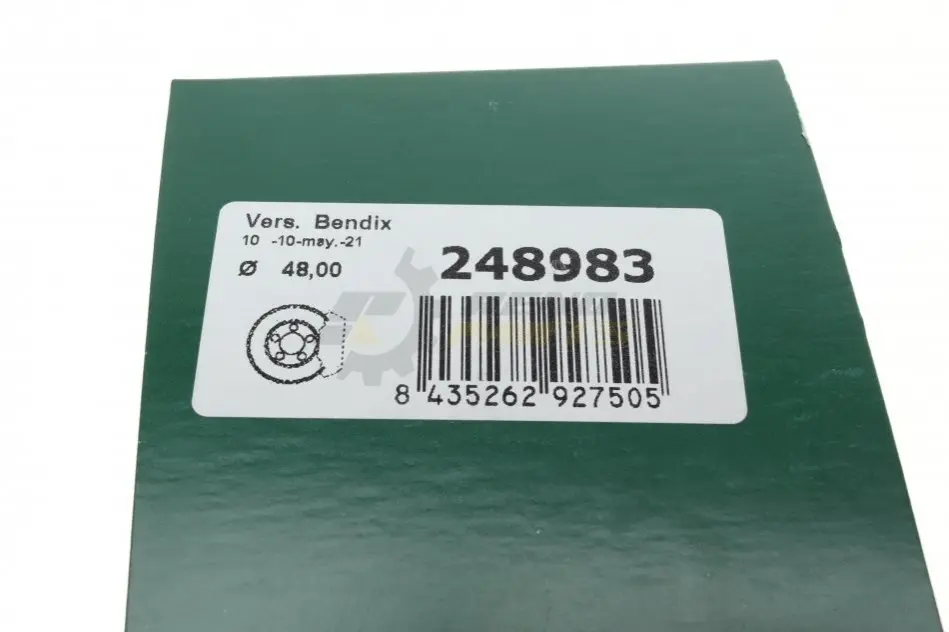 Vers. Bendix
10 -10-may.-21
Ø 48,00
248983
8 435262 927505